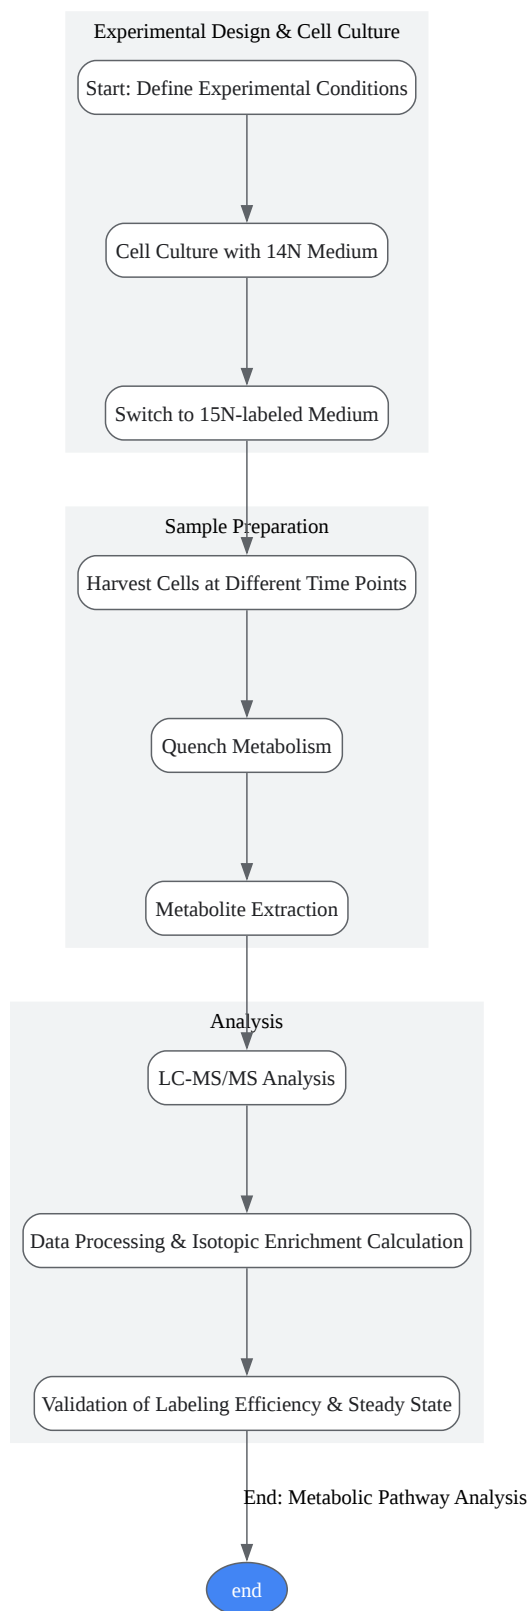 Experimental Design & Cell Culture
Start: Define Experimental Conditions
Cell Culture with 14N Medium
Switch to 15N-labeled Medium
Sample Preparation
Harvest Cells at Different Time Points
Quench Metabolism
Metabolite Extraction
Analysis
LC-MS/MS Analysis
Data Processing & Isotopic Enrichment Calculation
Validation of Labeling Efficiency & Steady State
End: Metabolic Pathway Analysis
end